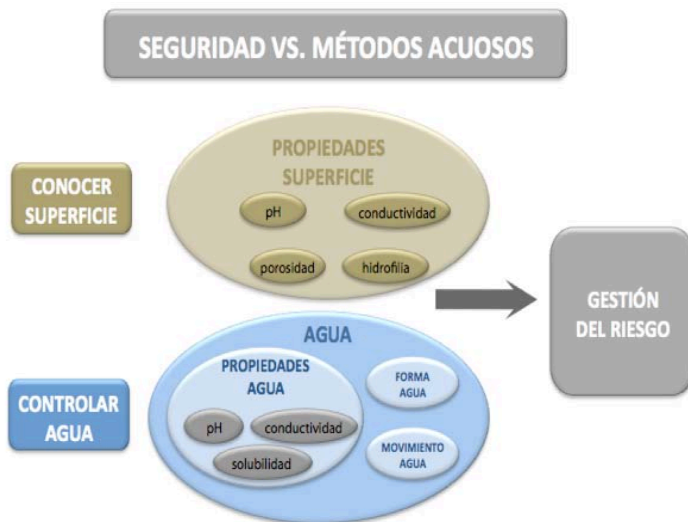 SEGURIDAD VS. MÉTODOS ACUOSOS
CONOCER
SUPERFICIE
PROPIEDADES
SUPERFICIE
pH
conductividad
porosidad
hidrofilia
GESTIÓN
DEL RIESGO
CONTROLAR
AGUA
AGUA
PROPIEDADES
AGUA
pH
conductividad
solubilidad
FORMA
AGUA
MOVIMIENTO
AGUA